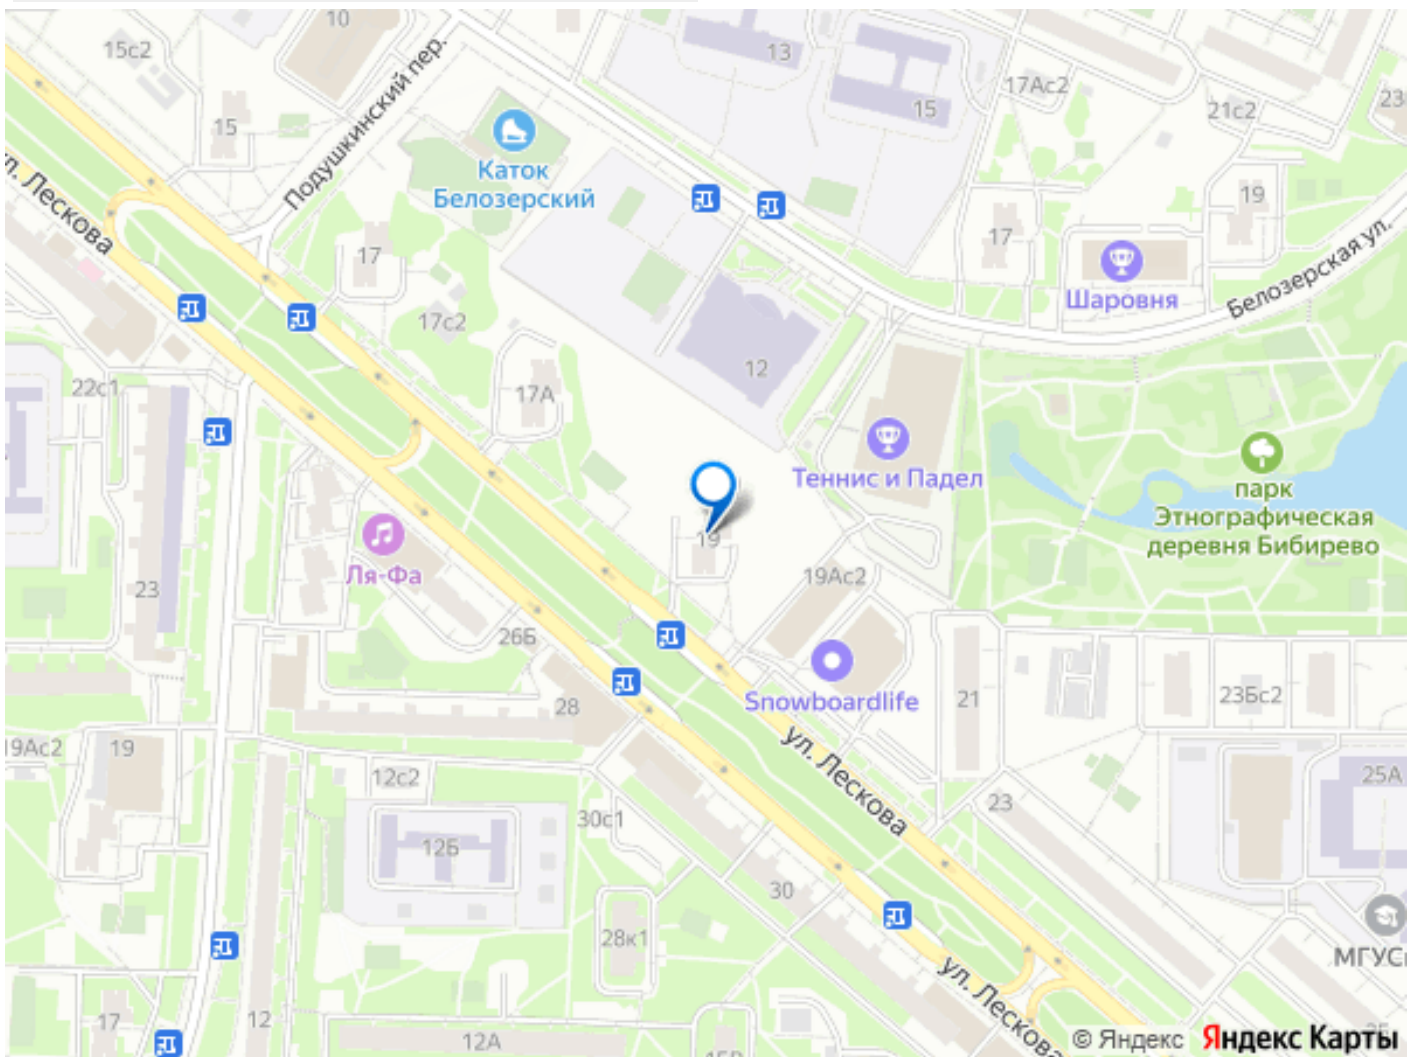 15с2
10
Подушкинский пер.
13
15
17Ас2
21с2
23
15
Каток
Белозерский
ул. Лескова
17
17
19
Белозерская ул.
Шаровня
17с2
12
17А
22с1
Теннис и Падел
парк
Этнографическая
деревня Бибирево
19
Ля-Фа
23
19Ас2
26Б
Snowboardlife
21
23Бс2
28
ул. Лескова
19Ас2
19
12с2
25А
23
30с1
12Б
30
28к1
МГУС
ул. Лескова
17
12
12А
© Яндекс Яндекс Карты